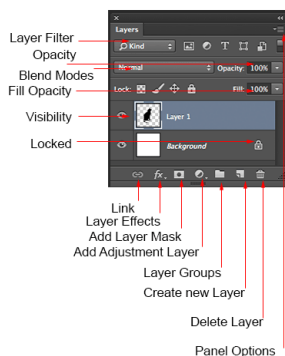 Layers
Layer Filter
Kind
Opacity
Normal
Opacity: 100%
Blend Modes
Lock:
Fill: 100%
Fill Opacity
Visibility
Layer 1
Locked
Background
fx
Link
Layer Effects
Add Layer Mask
Add Adjustment Layer
Layer Groups
Create new Layer
Delete Layer
Panel Options